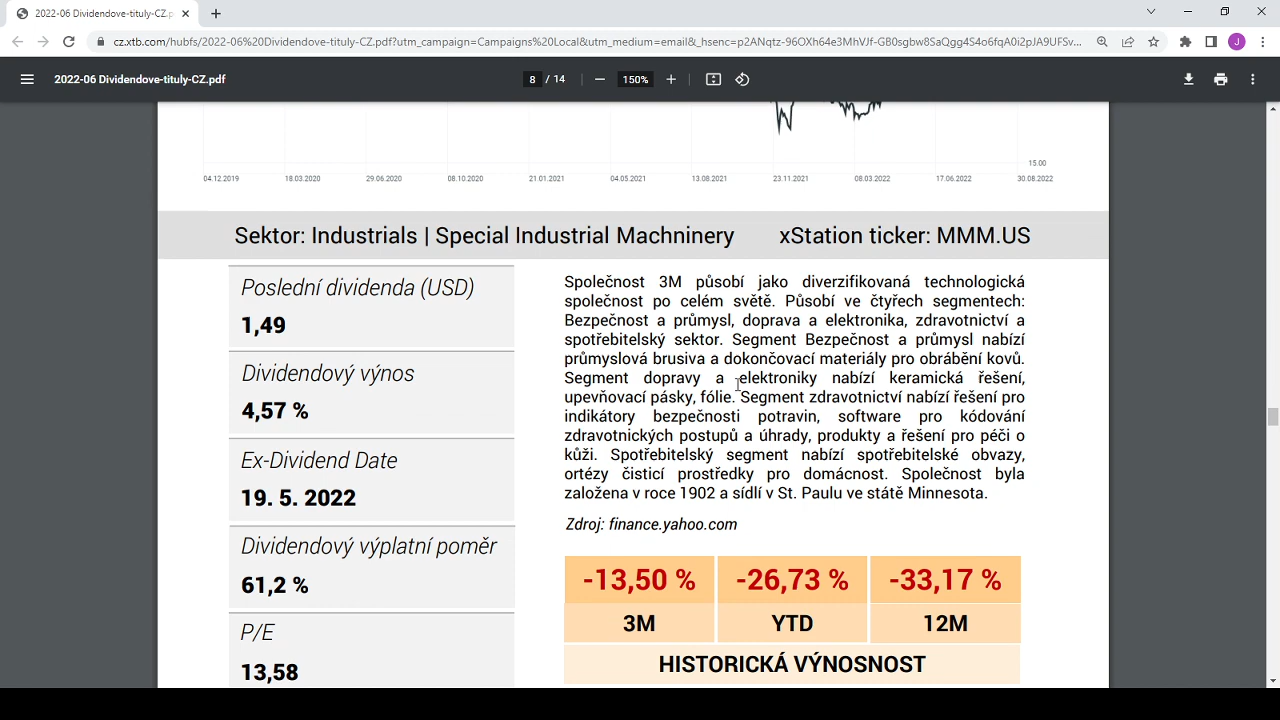 2022-06 Dividendove-tituly-CZ.p
cz.xtb.com/hubfs/2022-06%20Dividendove-tituly-CZ.pdf?utm_campaign=Campaigns%20Local&utm_medium=email&_hsenc=p2ANqtz-96OXh64e3MhVJf-GB0sgbw8SaQgg4S4o6fqA0i2pJA9UFSv...
J
2022-06 Dividendove-tituly-CZ.pdf
8 / 14
150%
15.00
04.12.2019 18.03.2020 29.06.2020 08.10.2020 21.01.2021 04.05.2021 13.08.2021 23.11.2021 08.03.2022 17.06.2022 30.08.2022
Sektor: Industrials | Special Industrial Machninery xStation ticker: MMM.US
Poslední dividenda (USD)
1,49
Dividendový výnos
4,57 %
Ex-Dividend Date
19. 5. 2022
Dividendový výplatní poměr
61,2 %
P/E
13,58
Společnost 3M působí jako diverzifikovaná technologická
společnost po celém světě. Působí ve čtyřech segmentech:
Bezpečnost a průmysl, doprava a elektronika, zdravotnictví a
spotřebitelský sektor. Segment Bezpečnost a průmysl nabízí
průmyslová brusiva a dokončovací materiály pro obrábění kovů.
Segment dopravy a elektroniky nabízí keramická řešení,
upevňovací pásky, fólie. Segment zdravotnictví nabízí řešení pro
indikátory bezpečnosti potravin, software pro kódování
zdravotnických postupů a úhrady, produkty a řešení pro péči o
kůži. Spotřebitelský segment nabízí spotřebitelské obvazy,
ortézy čisticí prostředky pro domácnost. Společnost byla
založena v roce 1902 a sídlí v St. Paulu ve státě Minnesota.
Zdroj: finance.yahoo.com
-13,50 % -26,73 % -33,17 %
3M YTD 12M
HISTORICKÁ VÝNOSNOST